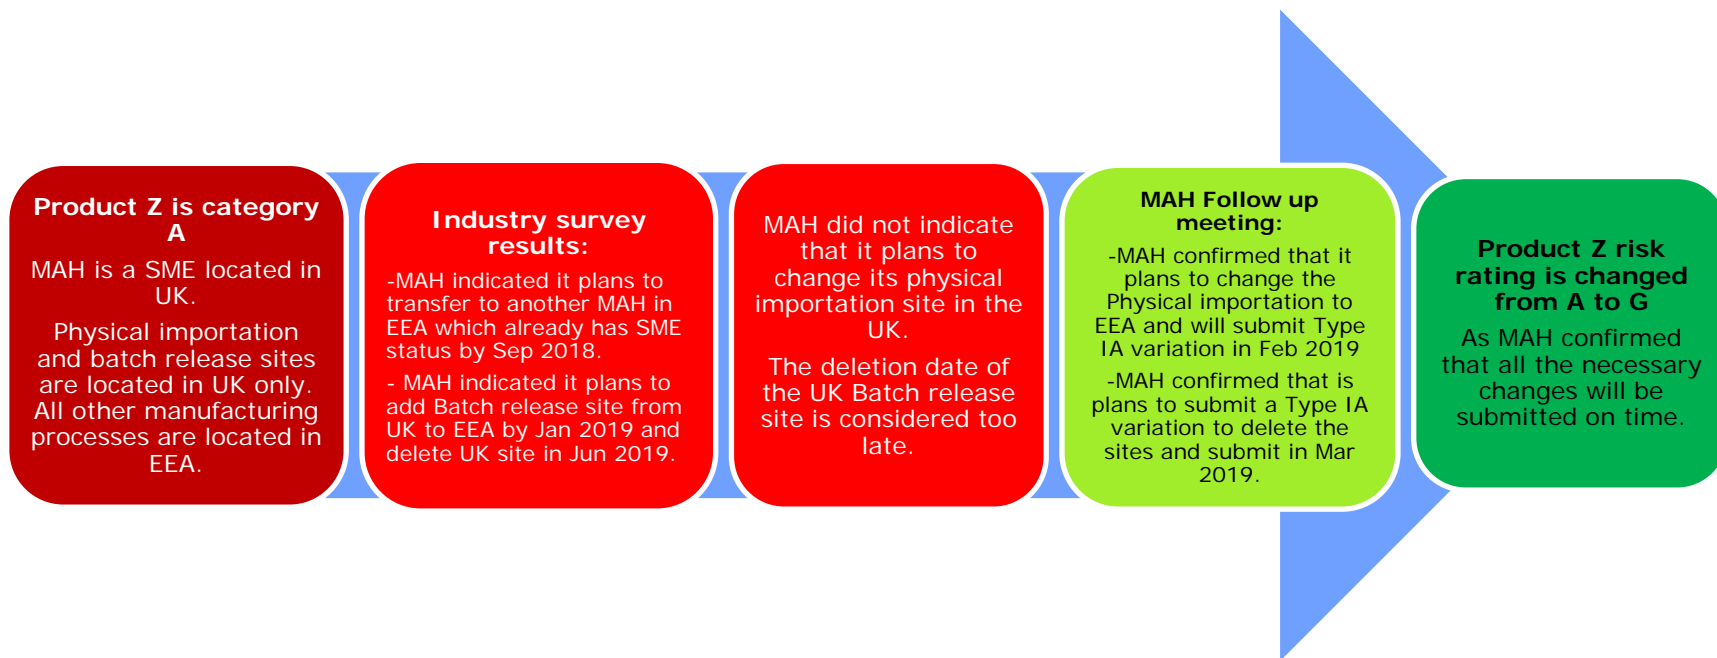 Product Z is category
A
MAH is a SME located in
UK.
Physical importation
and batch release sites
are located in UK only.
All other manufacturing
processes are located in
EEA.
Industry survey
results:
-MAH indicated it plans to
transfer to another MAH in
EEA which already has SME
status by Sep 2018.
- MAH indicated it plans to
add Batch release site from
UK to EEA by Jan 2019 and
delete UK site in Jun 2019.
MAH did not indicate
that it plans to
change its physical
importation site in the
UK.
The deletion date of
the UK Batch release
site is considered too
late.
MAH Follow up
meeting:
-MAH confirmed that it
plans to change the
Physical importation to
EEA and will submit Type
IA variation in Feb 2019
-MAH confirmed that is
plans to submit a Type IA
variation to delete the
sites and submit in Mar
2019.
Product Z risk
rating is changed
from A to G
As MAH confirmed
that all the necessary
changes will be
submitted on time.